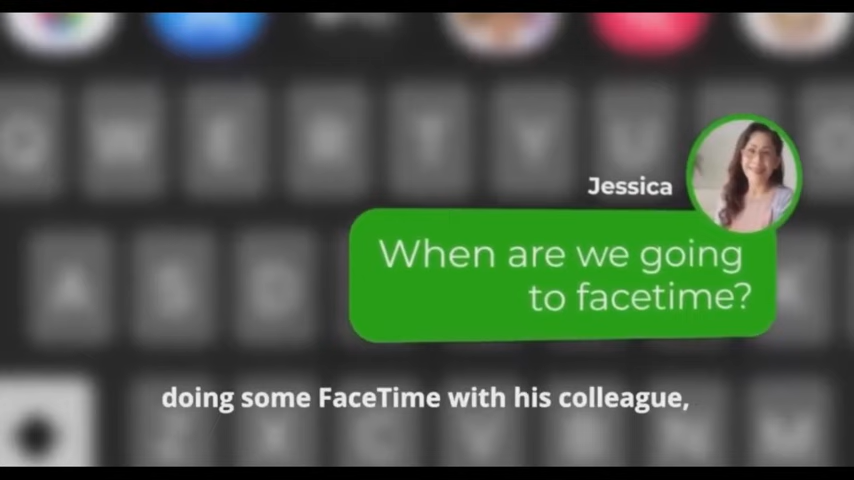 Q W E R T Y U O
Jessica
When are we going
to facetime?
A S D K
doing some FaceTime with his colleague,
Z X C V B N M